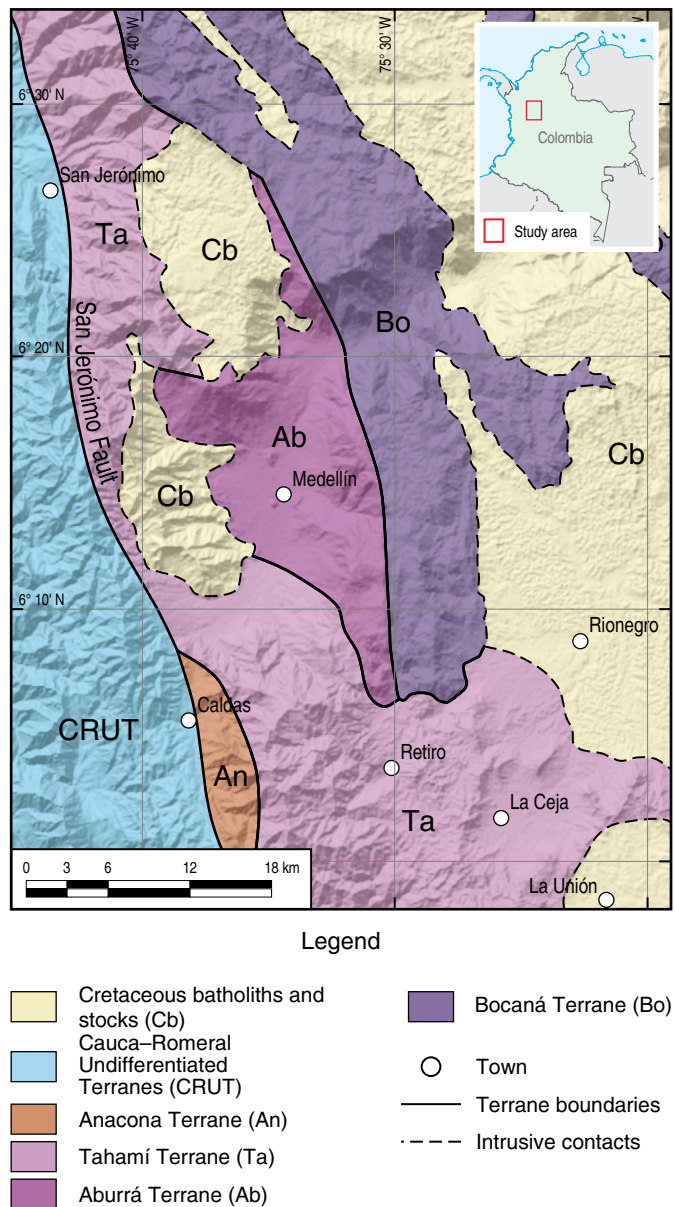 75° 40' W
75° 30' W
6° 30' N
Colombia
Study area
San Jerónimo
Ta
Cb
Bo
6° 20' N
San Jerónimo Fault
Ab
Cb
Medellín
Cb
6° 10' N
Rionegro
Caldas
CRUT
Retiro
An
La Ceja
Ta
0 3 6 12 18 km
La Unión
Legend
Cretaceous batholiths and
stocks (Cb)
Cauca–Romeral
Undifferentiated
Terranes (CRUT)
Anacona Terrane (An)
Tahamí Terrane (Ta)
Aburrá Terrane (Ab)
Bocaná Terrane (Bo)
Town
Terrane boundaries
Intrusive contacts